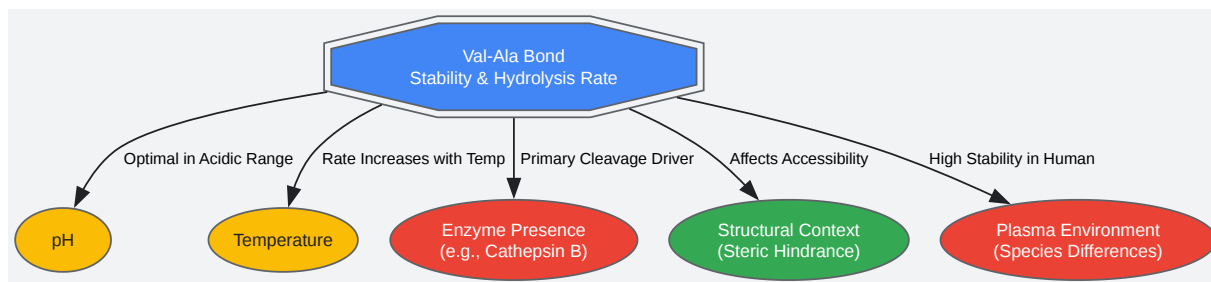 Val-Ala Bond
Stability & Hydrolysis Rate
Optimal in Acidic Range
Rate Increases with Temp
Primary Cleavage Driver
Affects Accessibility
High Stability in Human
pH
Temperature
Enzyme Presence
(e.g., Cathepsin B)
Structural Context
(Steric Hindrance)
Plasma Environment
(Species Differences)